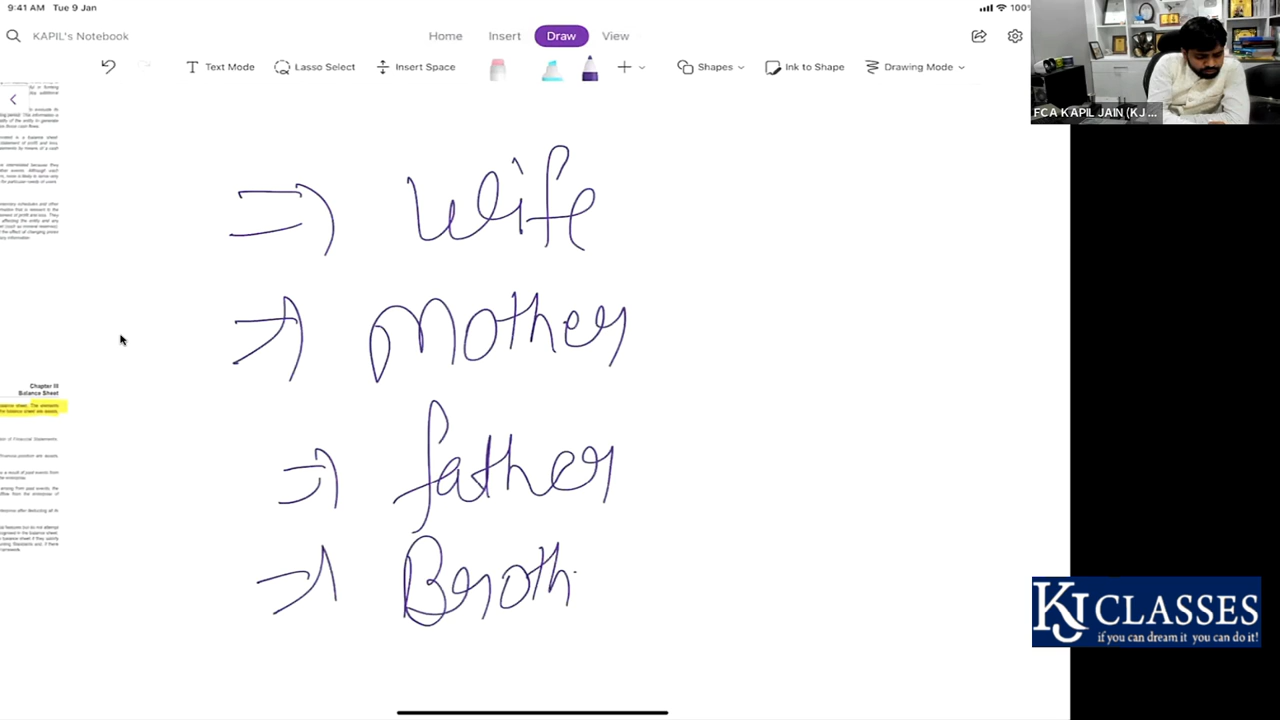 9:41 AM Tue 9 Jan
100%
KAPIL's Notebook
Home Insert Draw View
Text Mode Lasso Select Insert Space Shapes Ink to Shape Drawing Mode
FCA KAPIL JAIN (KJ ...
⇒ Wife
→ Mother
⇒ father
→ Broth
Chapter III
Balance Sheet
KJ CLASSES
if you can dream it you can do it!